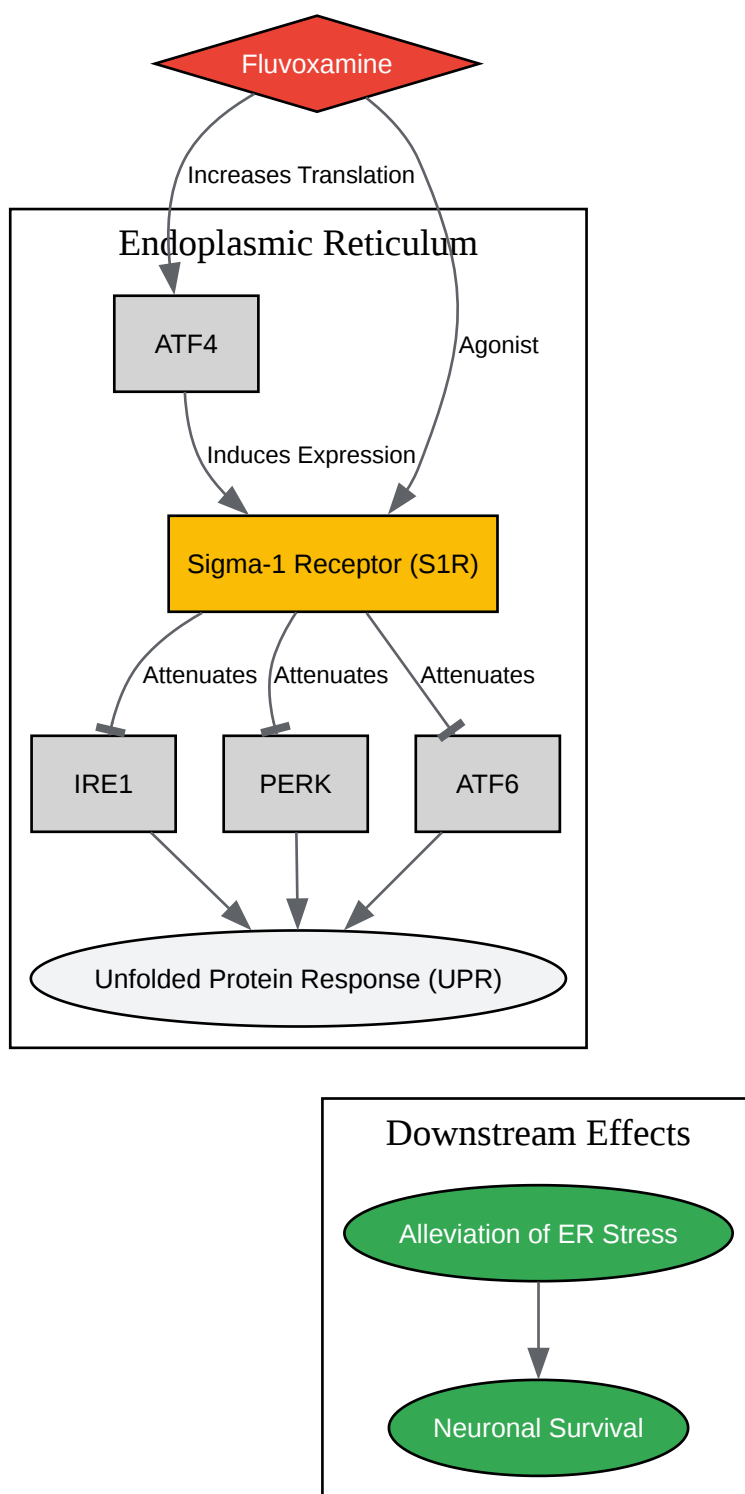 Fluvoxamine
Increases Translation
Endoplasmic Reticulum
ATF4
Agonist
Induces Expression
Sigma-1 Receptor (S1R)
Attenuates Attenuates Attenuates
IRE1 PERK ATF6
Unfolded Protein Response (UPR)
Downstream Effects
Alleviation of ER Stress
Neuronal Survival